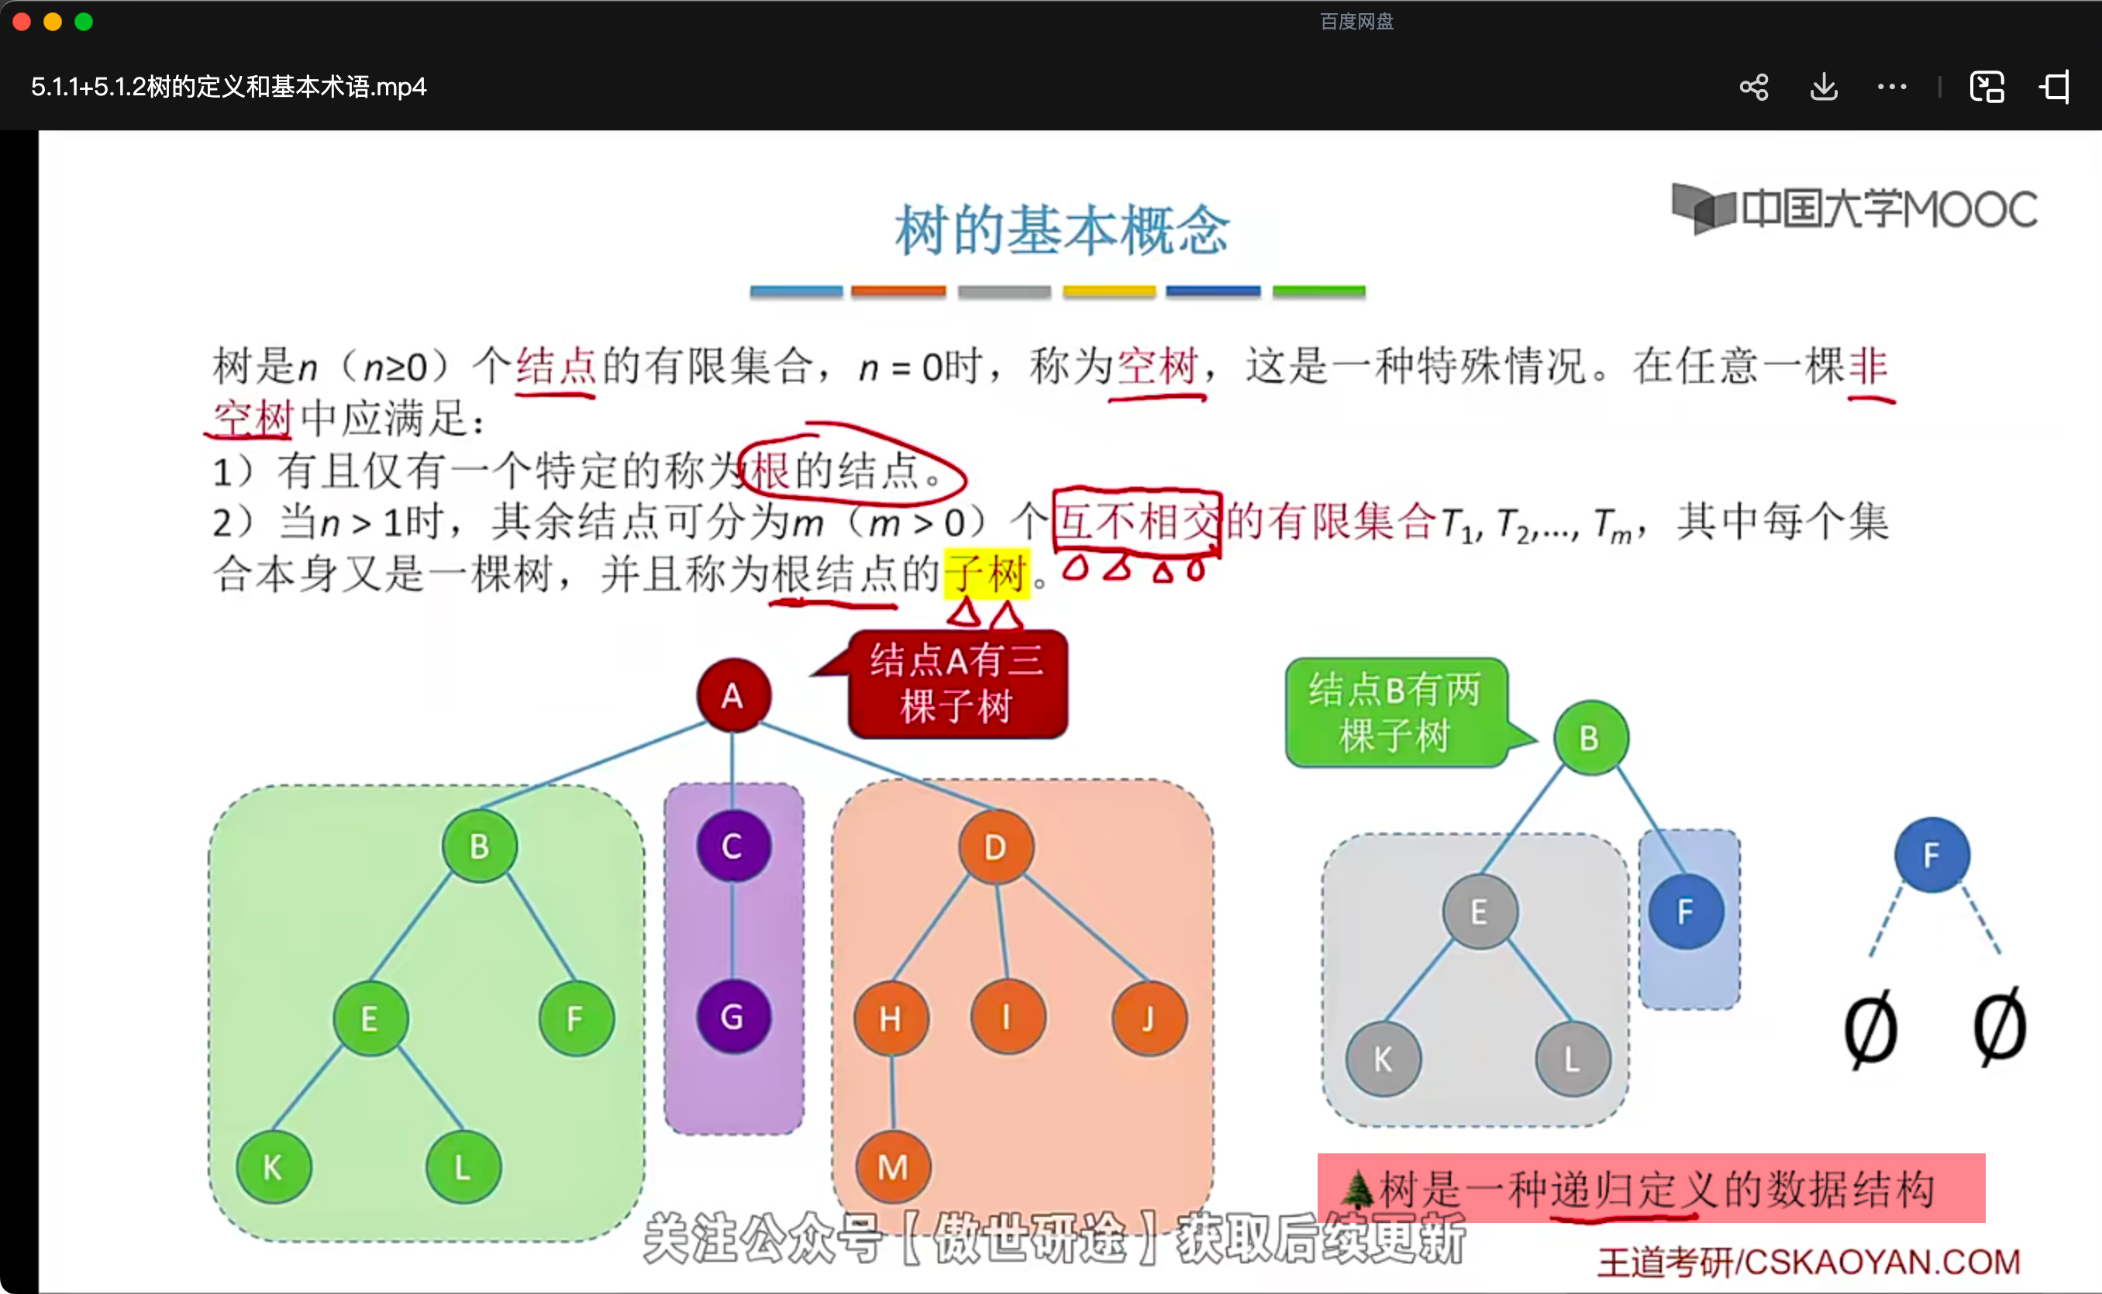 百度网盘
5.1.1+5.1.2树的定义和基本术语.mp4
中国大学MOOC
树的基本概念
树是n（n≥0）个结点的有限集合，n = 0时，称为空树，这是一种特殊情况。在任意一棵非
空树中应满足：
1）有且仅有一个特定的称为根的结点。
2）当n > 1时，其余结点可分为m（m > 0）个互不相交的有限集合T1, T2,..., Tm，其中每个集
合本身又是一棵树，并且称为根结点的子树。
结点A有三
棵子树
A
B
C
D
E
F
G
H
I
J
K
L
M
结点B有两
棵子树
B
E
F
K
L
F
Ø Ø
🌲树是一种递归定义的数据结构
关注公众号【傲世研途】获取后续更新
王道考研/CSKAOYAN.COM